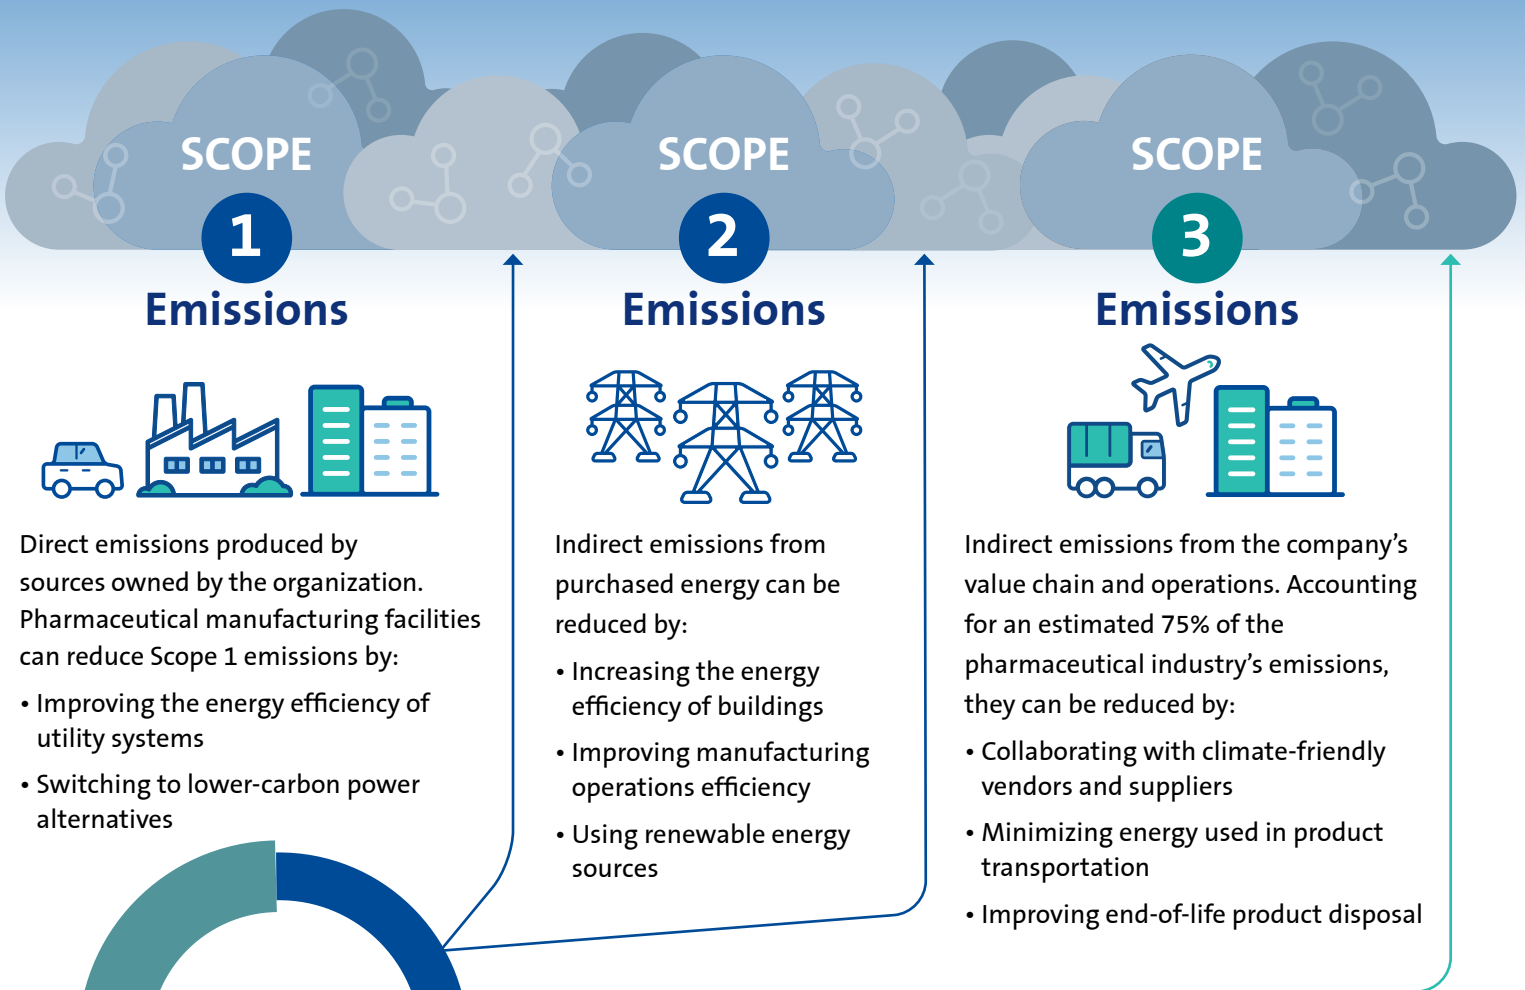 SCOPE
1
Emissions
Direct emissions produced by
sources owned by the organization.
Pharmaceutical manufacturing facilities
can reduce Scope 1 emissions by:
• Improving the energy efficiency of
utility systems
• Switching to lower-carbon power
alternatives
SCOPE
2
Emissions
Indirect emissions from
purchased energy can be
reduced by:
• Increasing the energy
efficiency of buildings
• Improving manufacturing
operations efficiency
• Using renewable energy
sources
SCOPE
3
Emissions
Indirect emissions from the company’s
value chain and operations. Accounting
for an estimated 75% of the
pharmaceutical industry’s emissions,
they can be reduced by:
• Collaborating with climate-friendly
vendors and suppliers
• Minimizing energy used in product
transportation
• Improving end-of-life product disposal